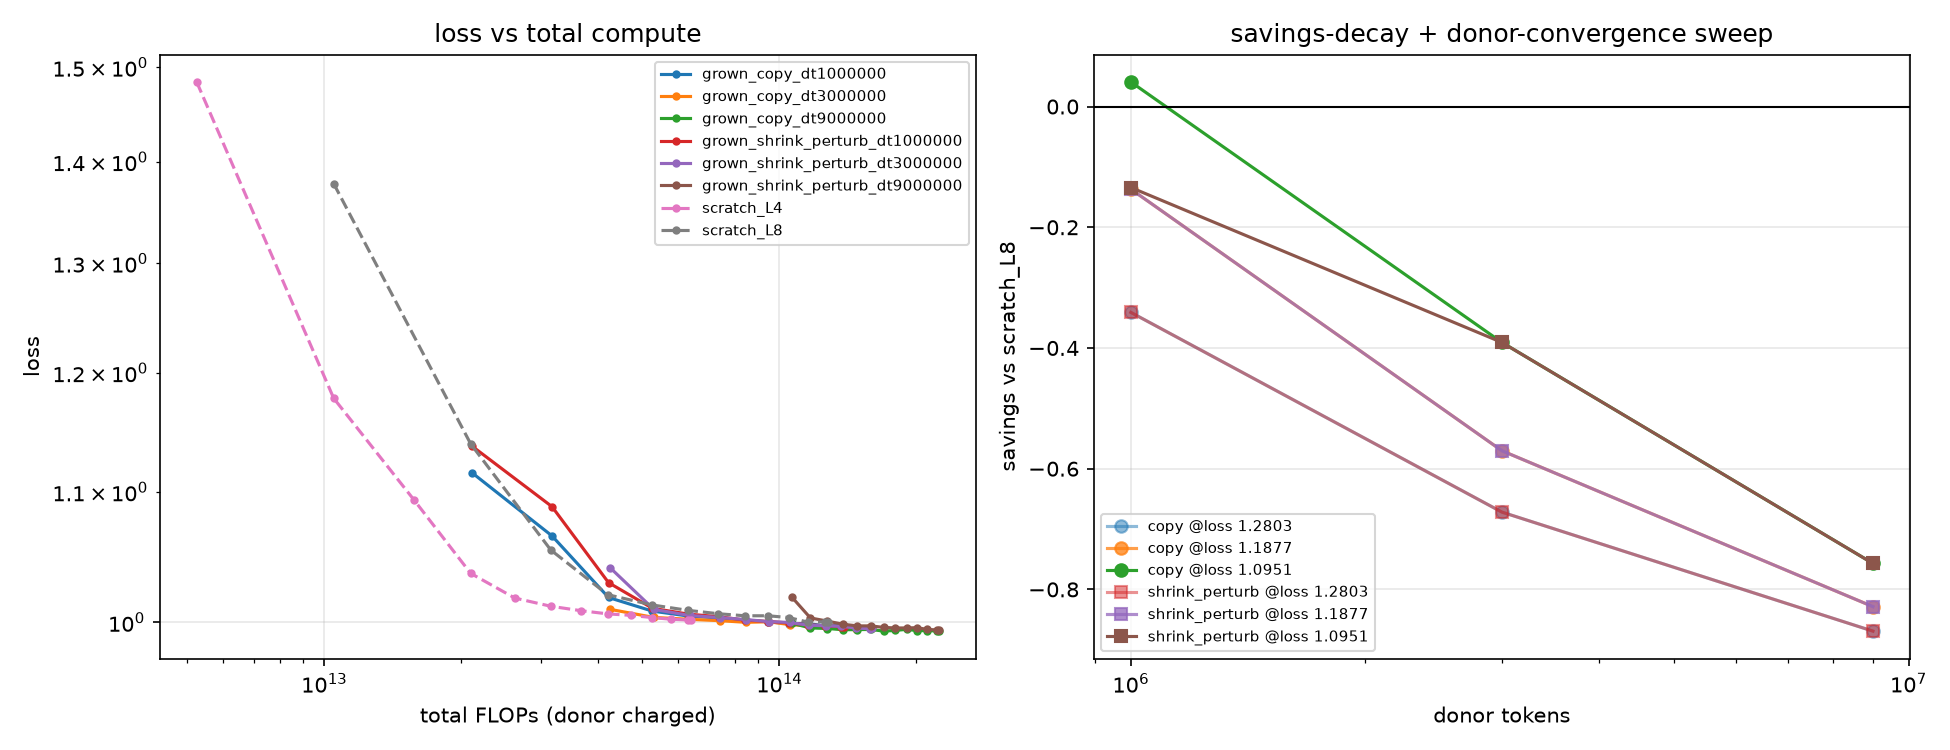 loss vs total compute
1.5 × 10⁰
1.4 × 10⁰
1.3 × 10⁰
1.2 × 10⁰
1.1 × 10⁰
10⁰
loss
10¹³
10¹⁴
total FLOPs (donor charged)
grown_copy_dt1000000
grown_copy_dt3000000
grown_copy_dt9000000
grown_shrink_perturb_dt1000000
grown_shrink_perturb_dt3000000
grown_shrink_perturb_dt9000000
scratch_L4
scratch_L8
savings-decay + donor-convergence sweep
0.0
−0.2
−0.4
−0.6
−0.8
savings vs scratch_L8
10⁶
10⁷
donor tokens
copy @loss 1.2803
copy @loss 1.1877
copy @loss 1.0951
shrink_perturb @loss 1.2803
shrink_perturb @loss 1.1877
shrink_perturb @loss 1.0951